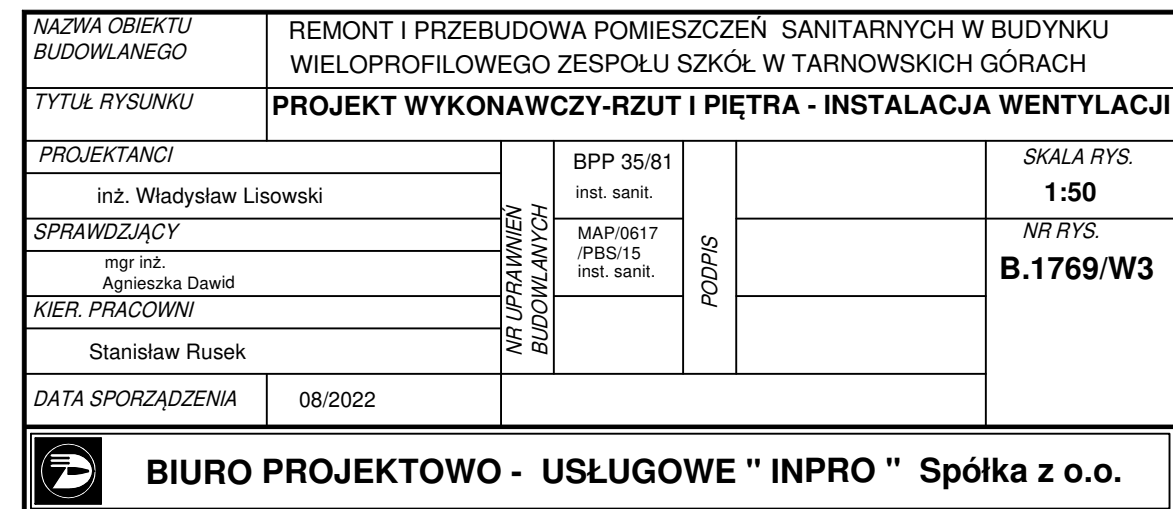 NAZWA OBIEKTU
BUDOWLANEGO
REMONT I PRZEBUDOWA POMIESZCZEŃ SANITARNYCH W BUDYNKU
WIELOPROFILOWEGO ZESPOŁU SZKÓŁ W TARNOWSKICH GÓRACH
TYTUŁ RYSUNKU
PROJEKT WYKONAWCZY-RZUT I PIĘTRA - INSTALACJA WENTYLACJI
PROJEKTANCI
inż. Władysław Lisowski
NR UPRAWNIEŃ
BUDOWLANYCH
BPP 35/81
inst. sanit.
PODPIS
SKALA RYS.
1:50
SPRAWDZJĄCY
mgr inż.
Agnieszka Dawid
MAP/0617
/PBS/15
inst. sanit.
NR RYS.
B.1769/W3
KIER. PRACOWNI
Stanisław Rusek
DATA SPORZĄDZENIA
08/2022
BIURO PROJEKTOWO - USŁUGOWE " INPRO " Spółka z o.o.